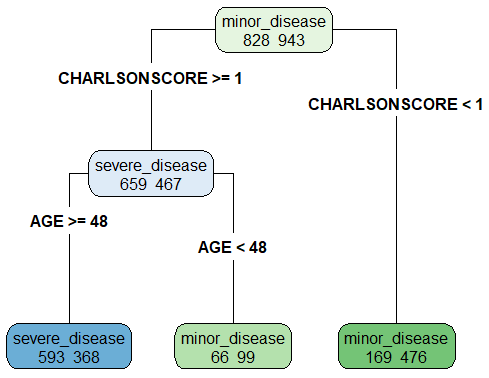 minor_disease
828 943
CHARLSONSCORE >= 1
CHARLSONSCORE < 1
severe_disease
659 467
AGE >= 48
AGE < 48
severe_disease
593 368
minor_disease
66 99
minor_disease
169 476